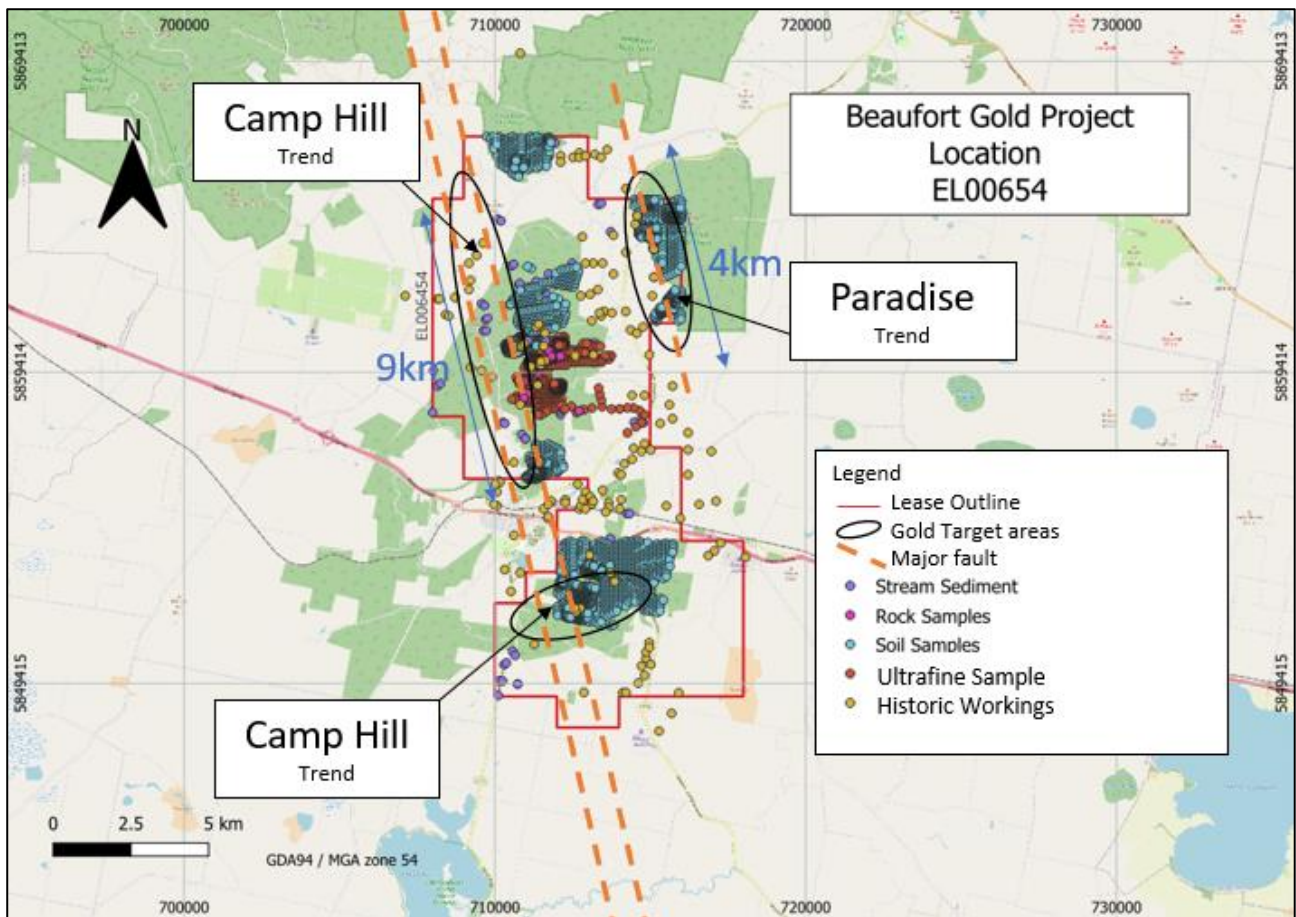 700000
710000
720000
730000
5869413
5869413
Camp Hill
Trend
N
Beaufort Gold Project
Location
EL00654
4km
EL006454
Paradise
Trend
9km
5859414
5859414
Legend
Lease Outline
Gold Target areas
Major fault
Stream Sediment
Rock Samples
Soil Samples
Ultrafine Sample
Historic Workings
5849415
5849415
Camp Hill
Trend
0 2.5 5 km
GDA94 / MGA zone 54
700000
710000
720000
730000